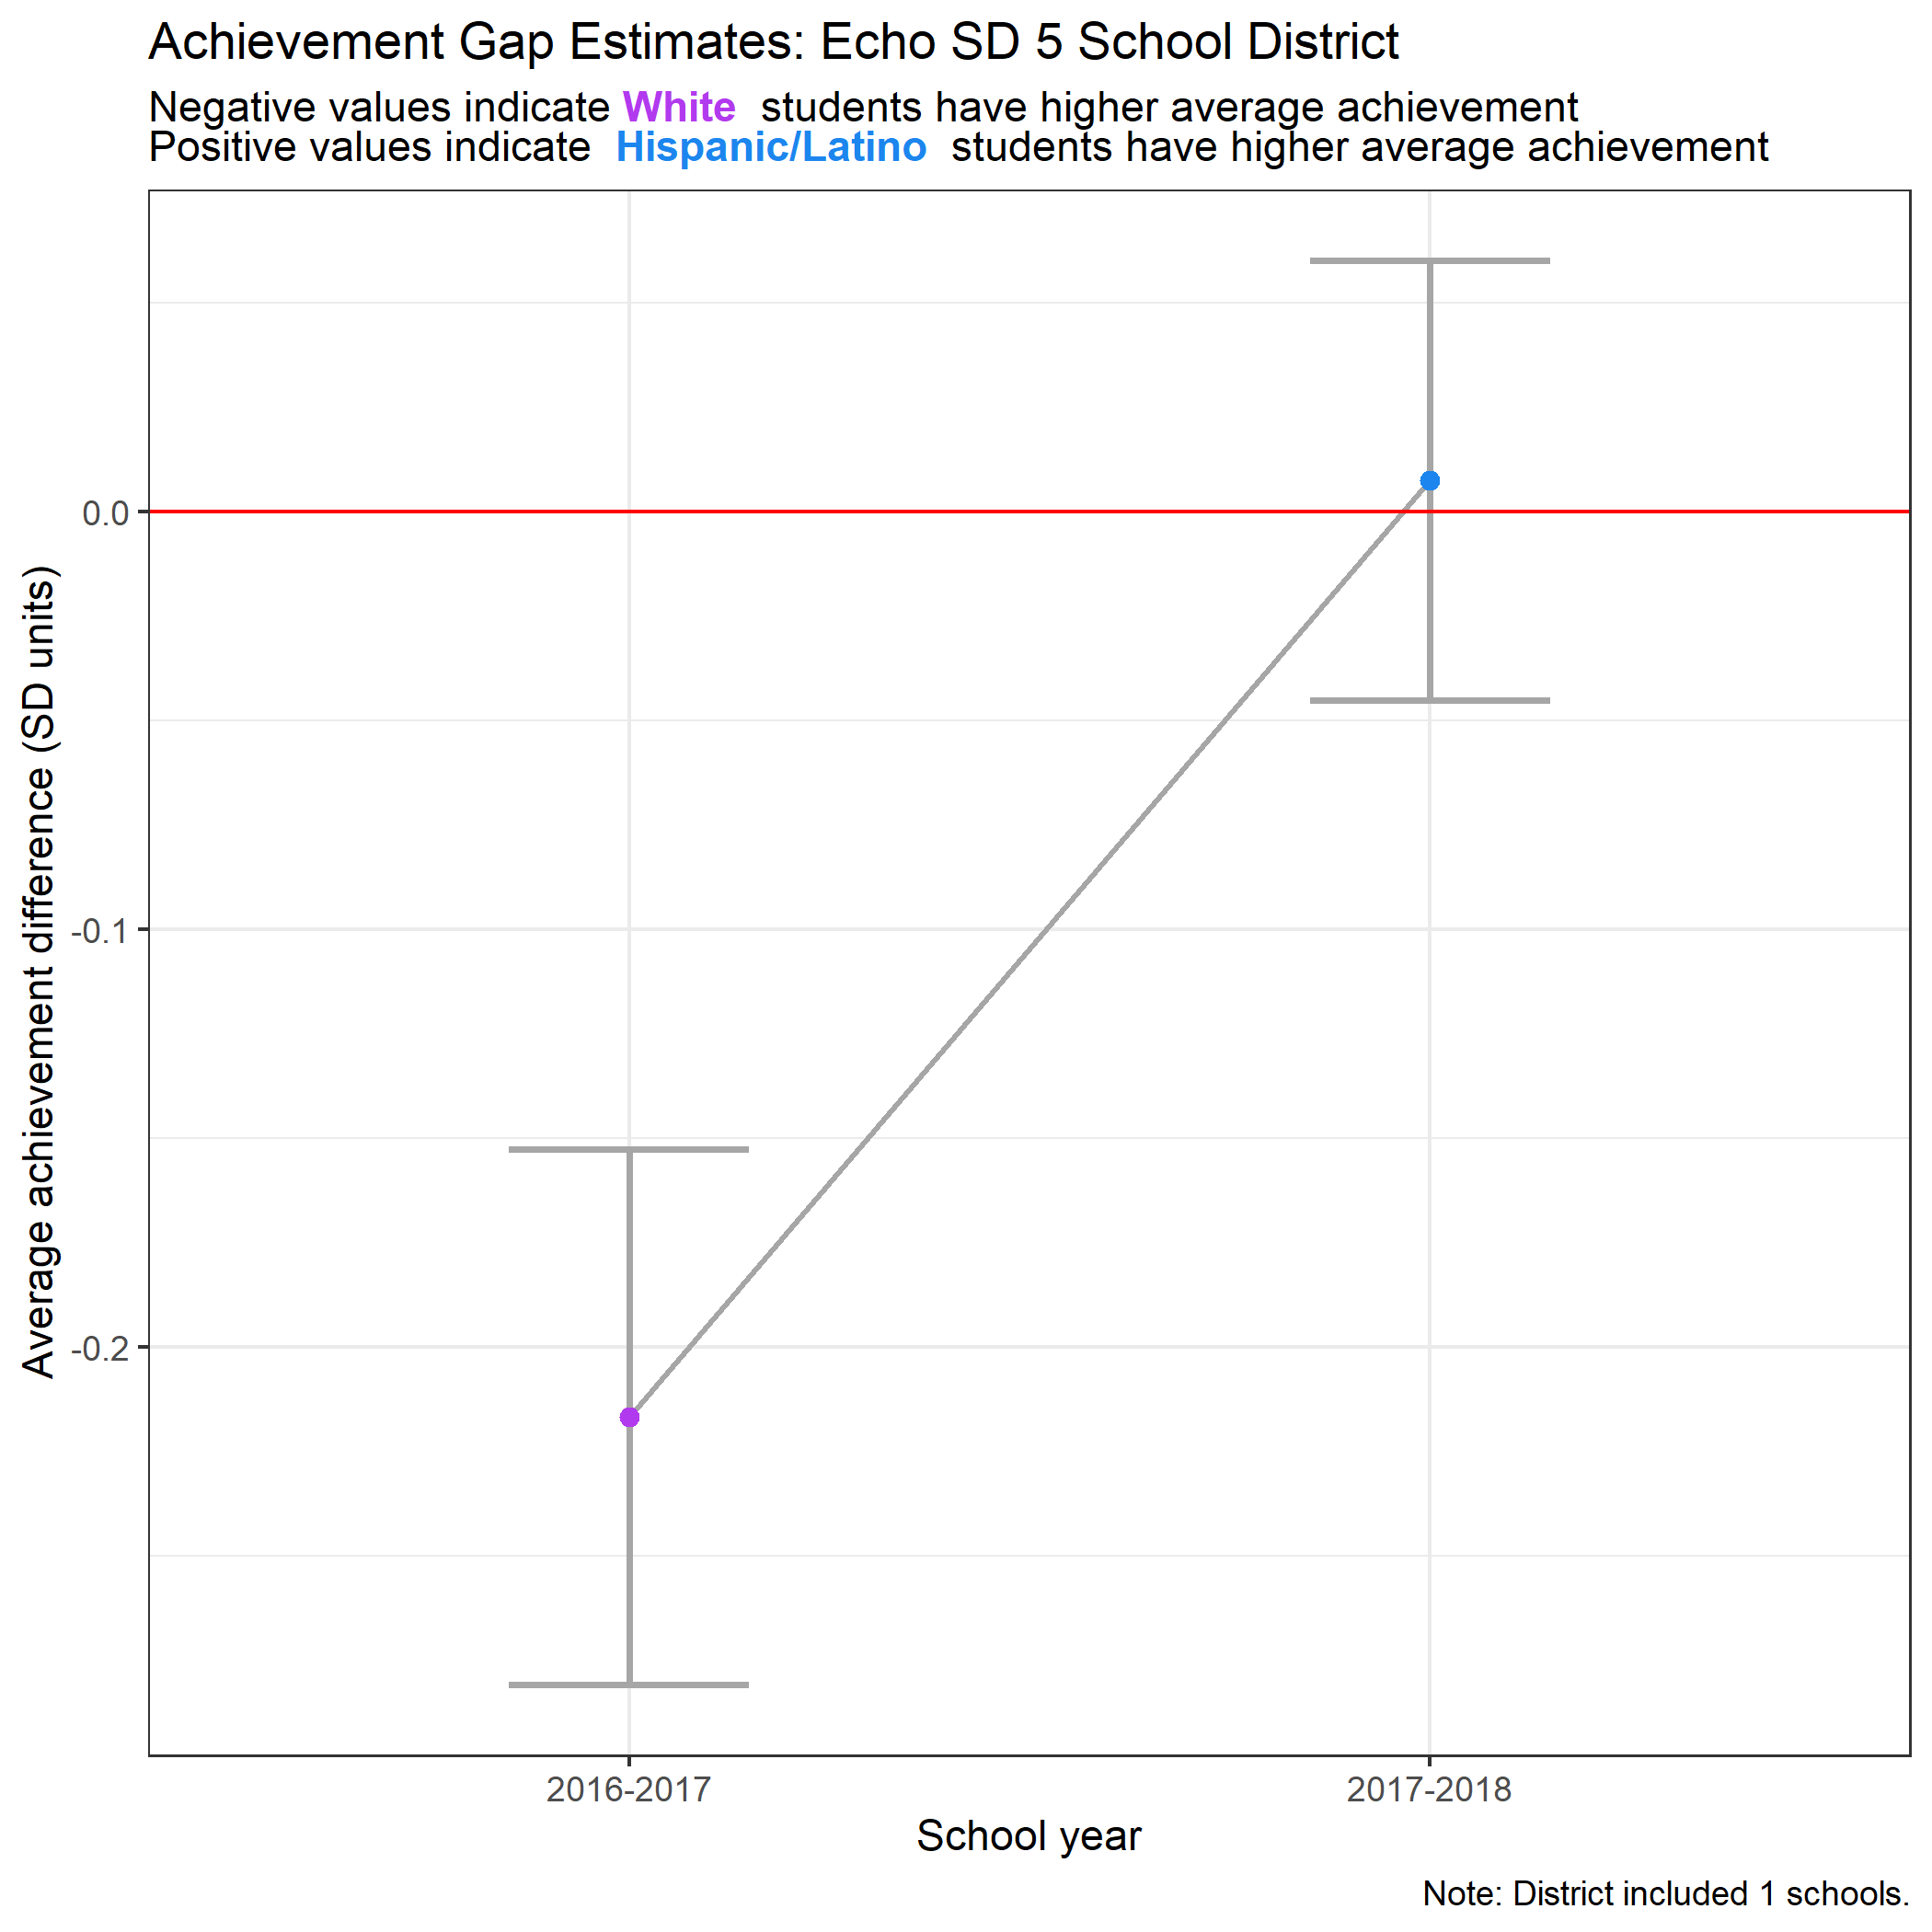 Achievement Gap Estimates: Echo SD 5 School District
Negative values indicate White students have higher average achievement
Positive values indicate Hispanic/Latino students have higher average achievement
Average achievement difference (SD units)
0.0
-0.1
-0.2
2016-2017
2017-2018
School year
Note: District included 1 schools.